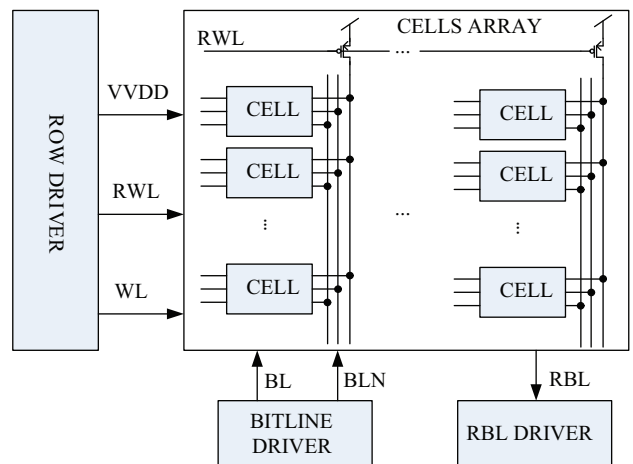 CELLS ARRAY
RWL
...
VVDD
CELL
CELL
ROW DRIVER
CELL
CELL
RWL
...
...
...
WL
CELL
CELL
BL
BLN
RBL
BITLINE
DRIVER
RBL DRIVER